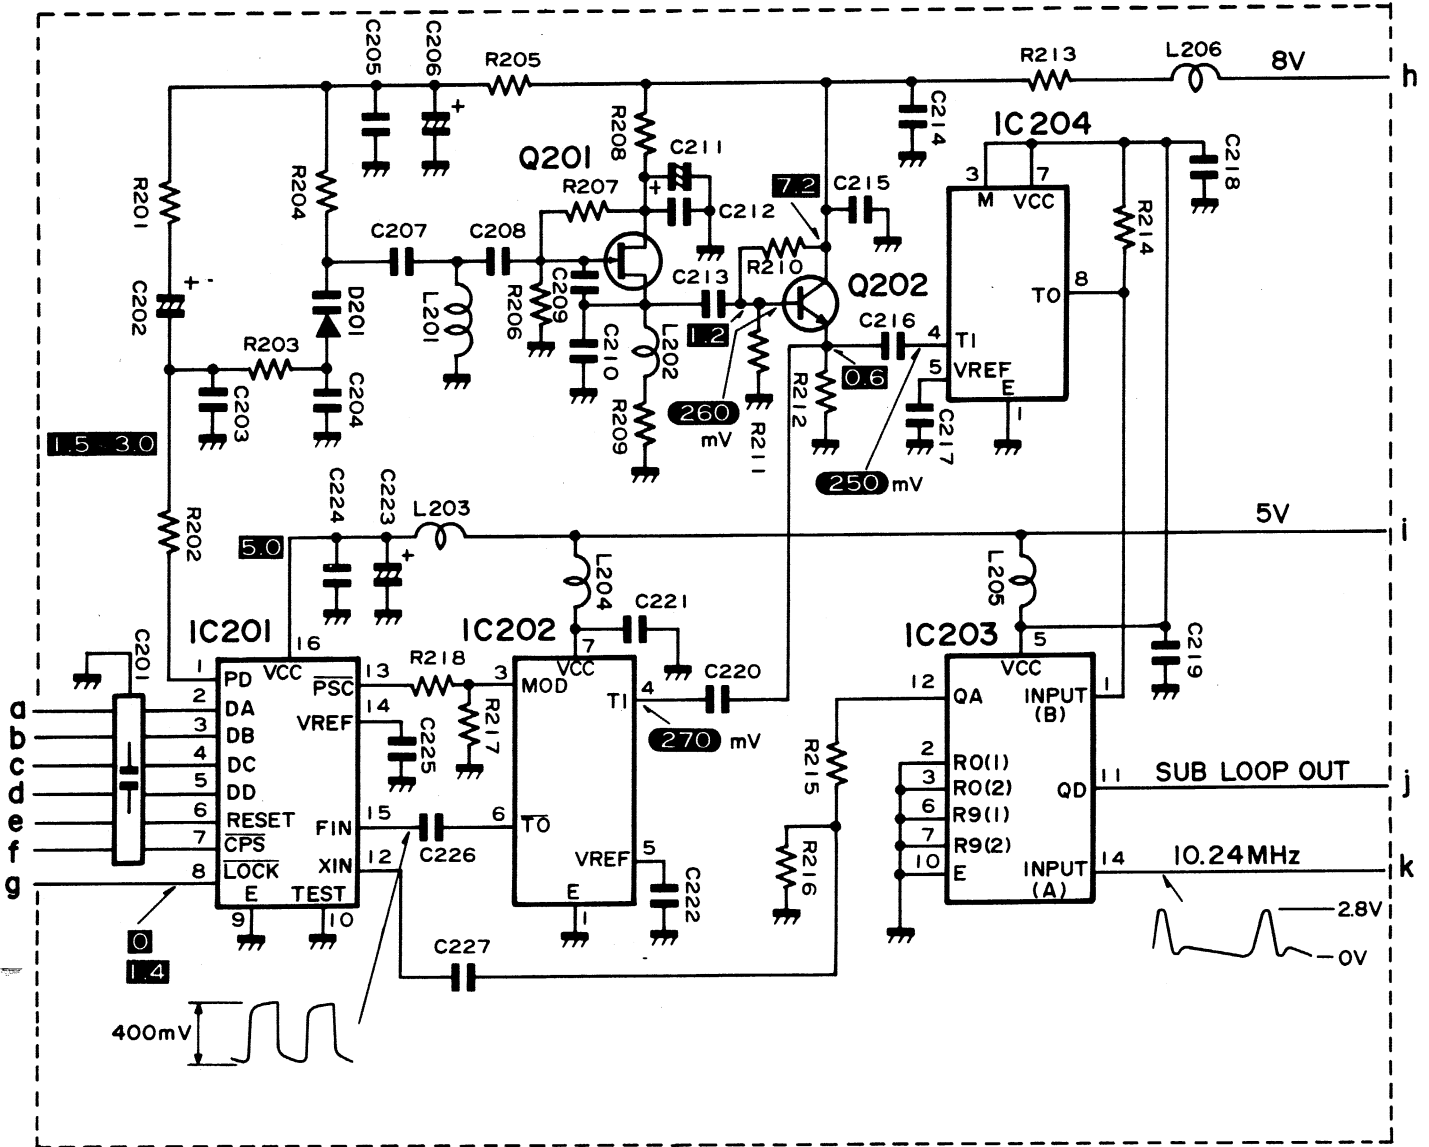 C205
C206
R205
R213
L206
8V
h
R201
R204
Q201
R208
C211
+
R207
C212
7.2
C215
C214
IC204
3
7
M
VCC
C218
R214
C207
C208
C202
+ -
D201
L201
R206
C209
C213
R210
Q202
8
TO
1.2
C216
4
TI
R203
C210
L202
0.6
5
VREF
E
1
C203
C204
R209
260
mV
R211
R212
C217
1.5 - 3.0
250 mV
R202
C224
C223
+
L203
5V
i
5.0
L204
L205
C201
IC201
16
IC202
7
C221
IC203
5
C219
1
PD
VCC
13
PSC
R218
3
MOD
VCC
TI
4
C220
12
QA
VCC
INPUT
(B)
1
a
2
DA
14
VREF
R217
270 mV
b
3
DB
C225
R215
2
RO(1)
c
4
DC
3
RO(2)
QD
11
SUB LOOP OUT
j
d
5
DD
6
R9(1)
e
6
RESET
15
FIN
C226
6
TO
7
R9(2)
f
7
CPS
12
XIN
5
VREF
R216
10
E
INPUT
(A)
14
10.24MHz
k
g
8
LOCK
E
TEST
9
10
E
1
C222
2.8V
0V
0
1.4
C227
400mV